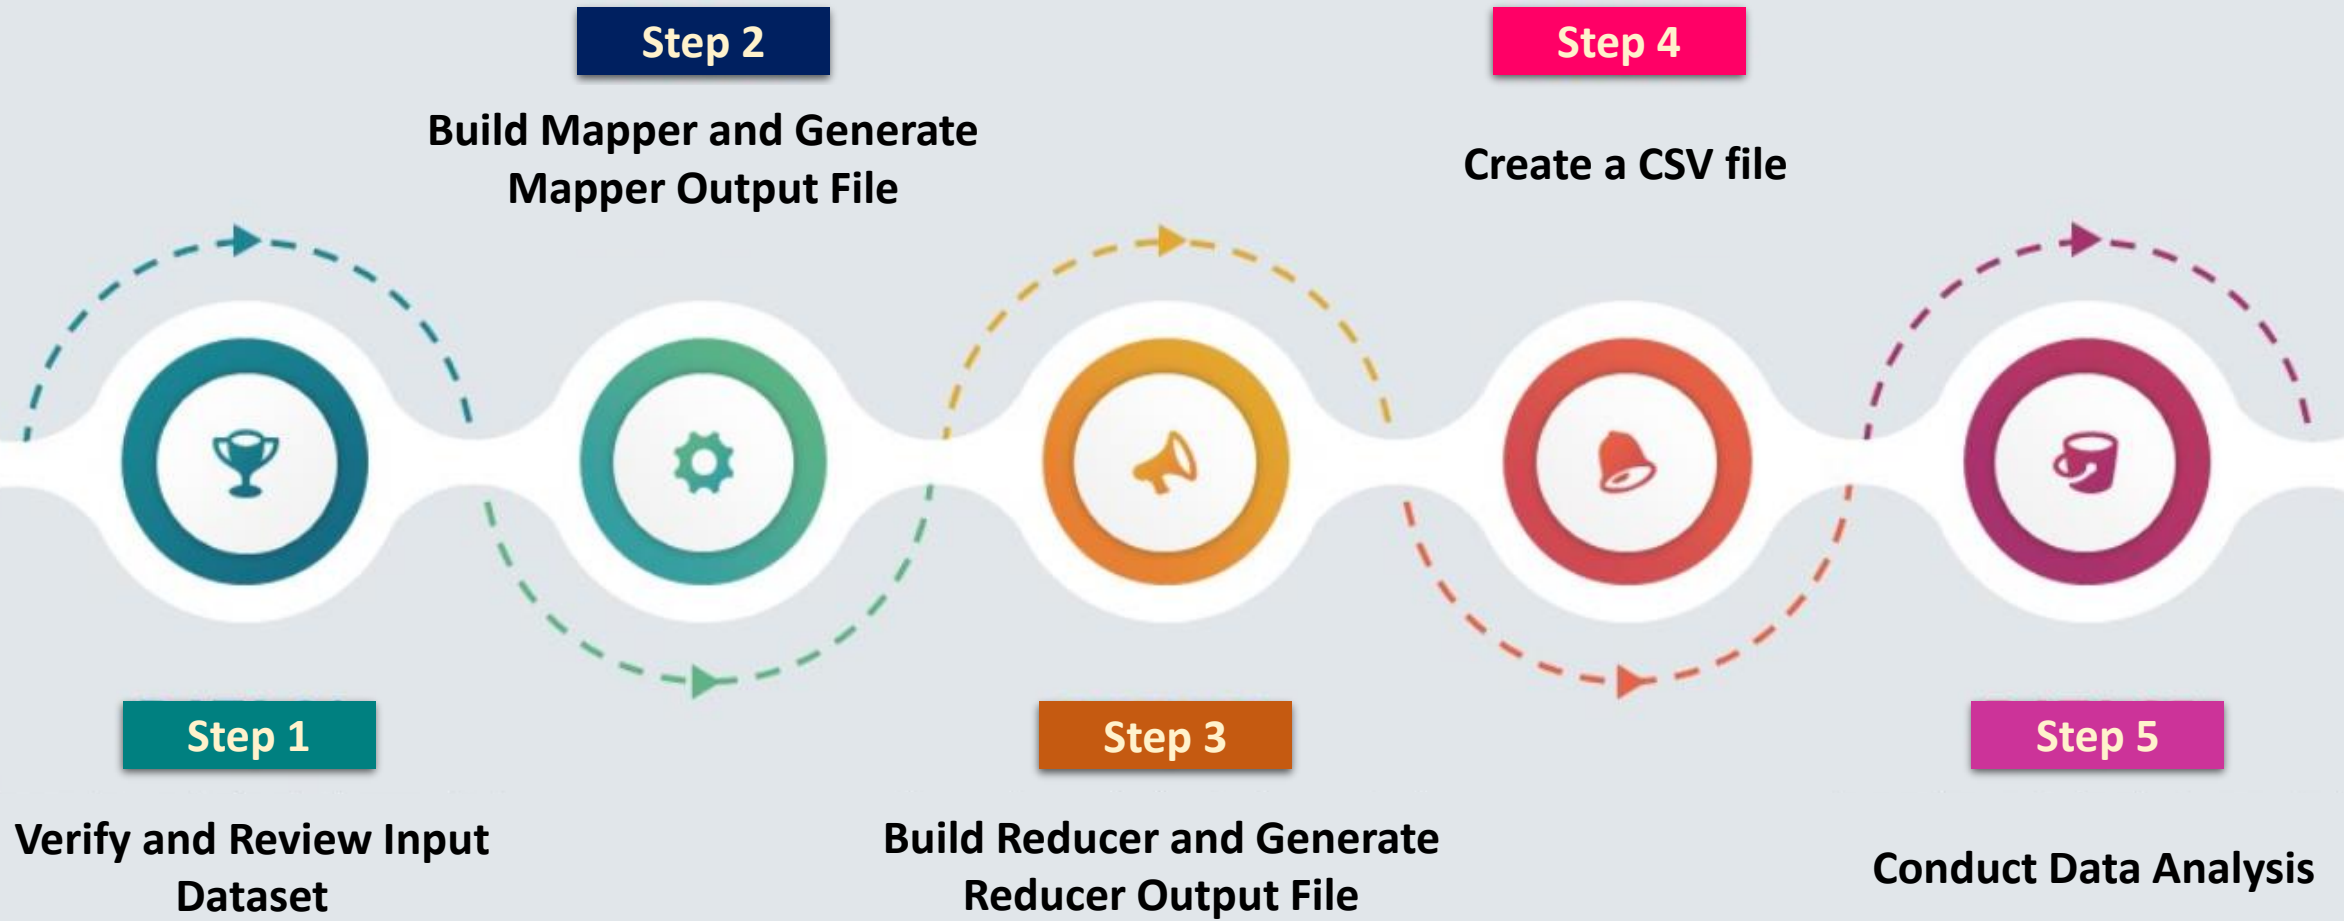 Step 1
Verify and Review Input
Dataset
Step 2
Build Mapper and Generate
Mapper Output File
Step 3
Build Reducer and Generate
Reducer Output File
Step 4
Create a CSV file
Step 5
Conduct Data Analysis